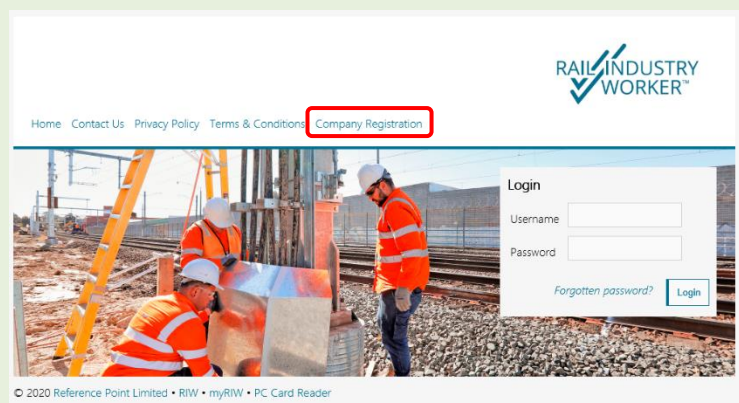 RAIL INDUSTRY
WORKER™
Home Contact Us Privacy Policy Terms & Conditions Company Registration
Login
Username
Password
Forgotten password? Login
© 2020 Reference Point Limited • RIW • myRIW • PC Card Reader